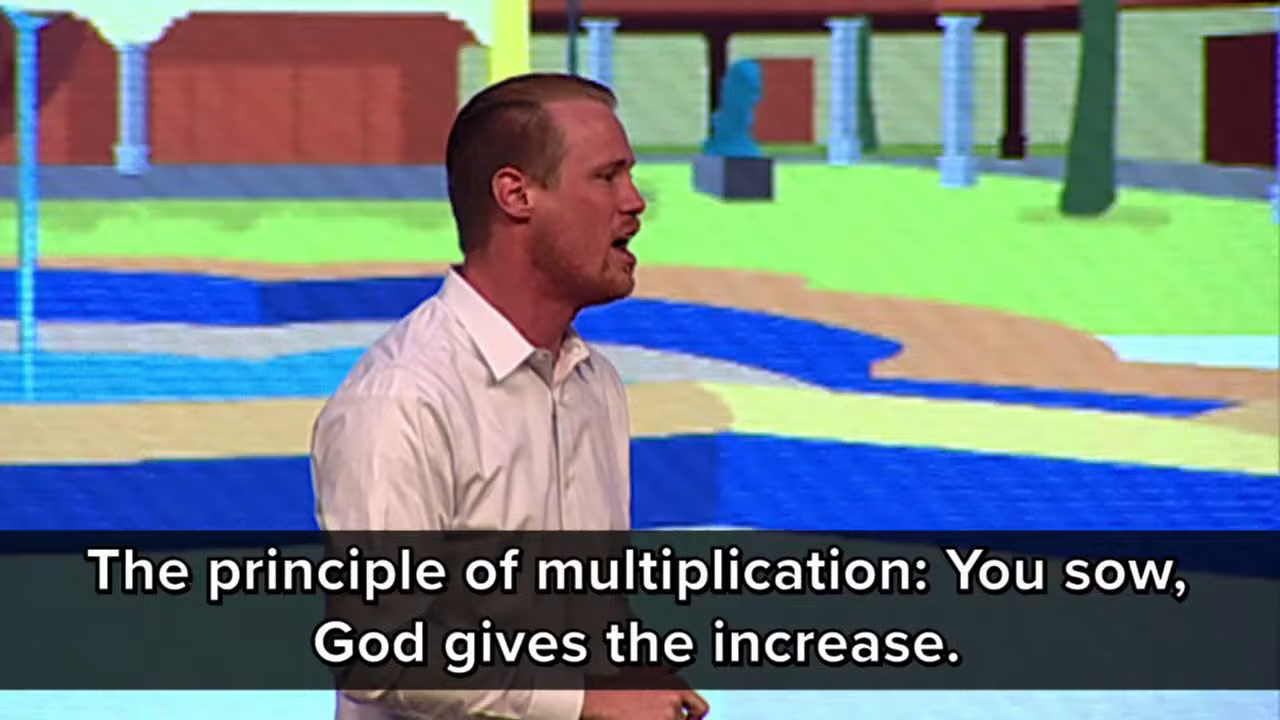 The principle of multiplication: You sow,
God gives the increase.